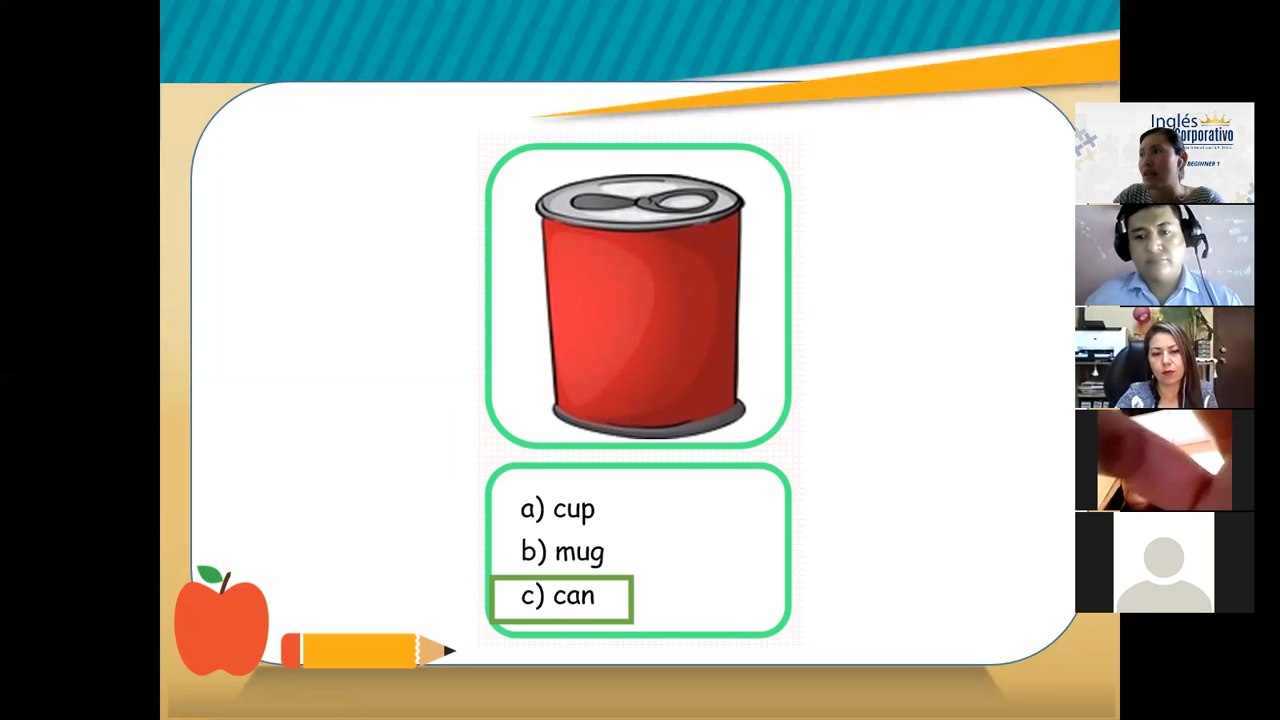 a) cup
b) mug
c) can
Inglés
Corporativo
BEGINNER 1